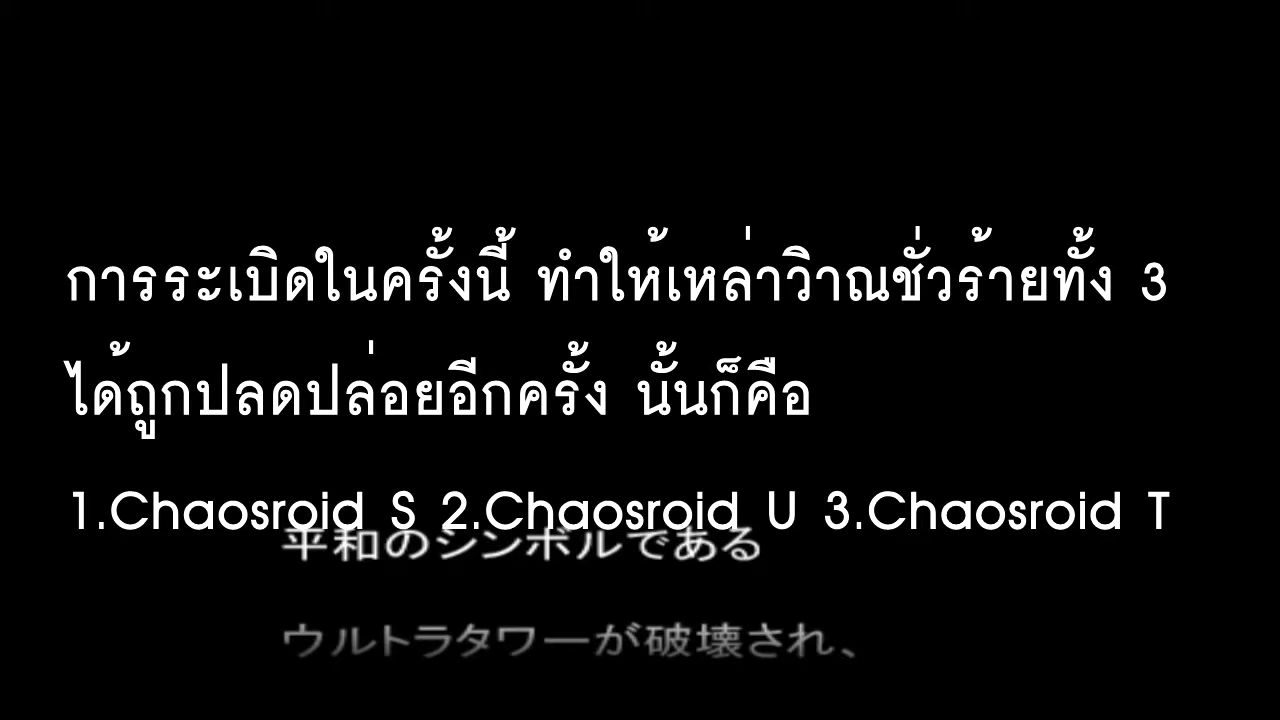 การระเบิดในครั้งนี้ ทำให้เหล่าวิาณชั่วร้ายทั้ง 3
ได้ถูกปลดปล่อยอีกครั้ง นั้นก็คือ
1.Chaosroid S 2.Chaosroid U 3.Chaosroid T
平和のシンボルである
ウルトラタワーが破壊され、